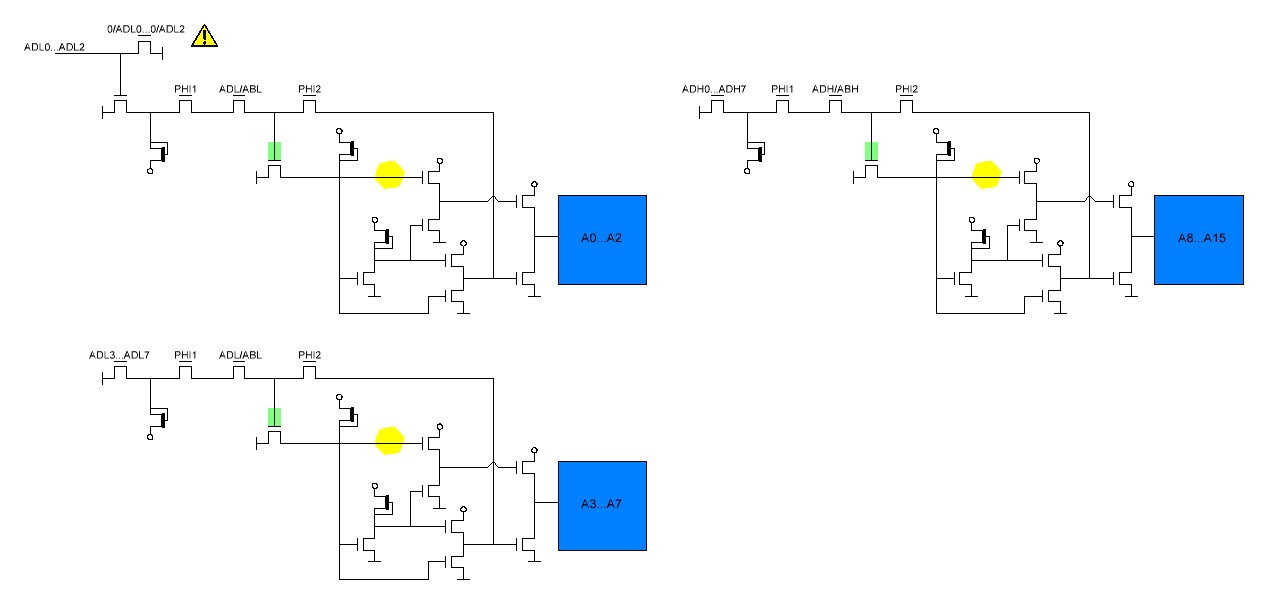 0/ADL0...0/ADL2
ADL0...ADL2
PHI1
ADL/ABL
PHI2
A0...A2
ADH0...ADH7
PHI1
ADH/ABH
PHI2
A8...A15
ADL3...ADL7
PHI1
ADL/ABL
PHI2
A3...A7